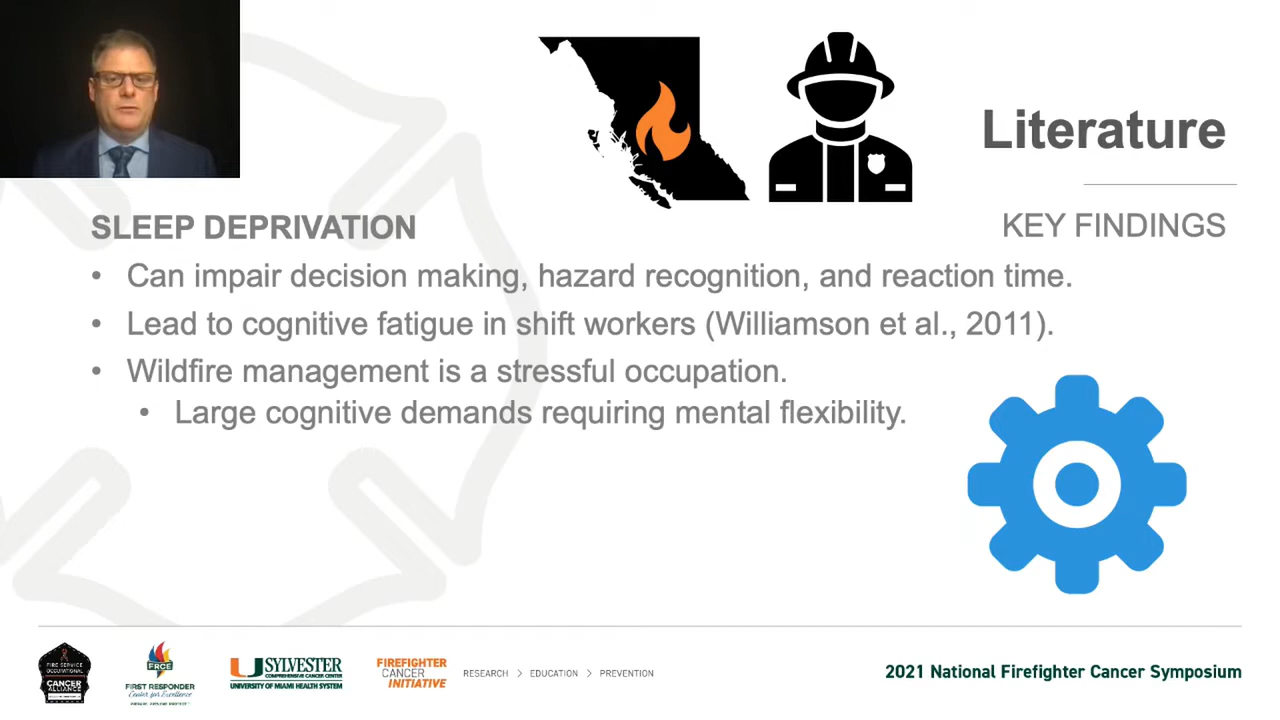 Literature
KEY FINDINGS
SLEEP DEPRIVATION
• Can impair decision making, hazard recognition, and reaction time.
• Lead to cognitive fatigue in shift workers (Williamson et al., 2011).
• Wildfire management is a stressful occupation.
• Large cognitive demands requiring mental flexibility.
FIRE SERVICE
OCCUPATIONAL
CANCER
ALLIANCE
FRCE
FIRST RESPONDER
Center for Excellence
SYLVESTER
COMPREHENSIVE CANCER CENTER
UNIVERSITY OF MIAMI HEALTH SYSTEM
FIREFIGHTER
CANCER
INITIATIVE
RESEARCH > EDUCATION > PREVENTION
2021 National Firefighter Cancer Symposium